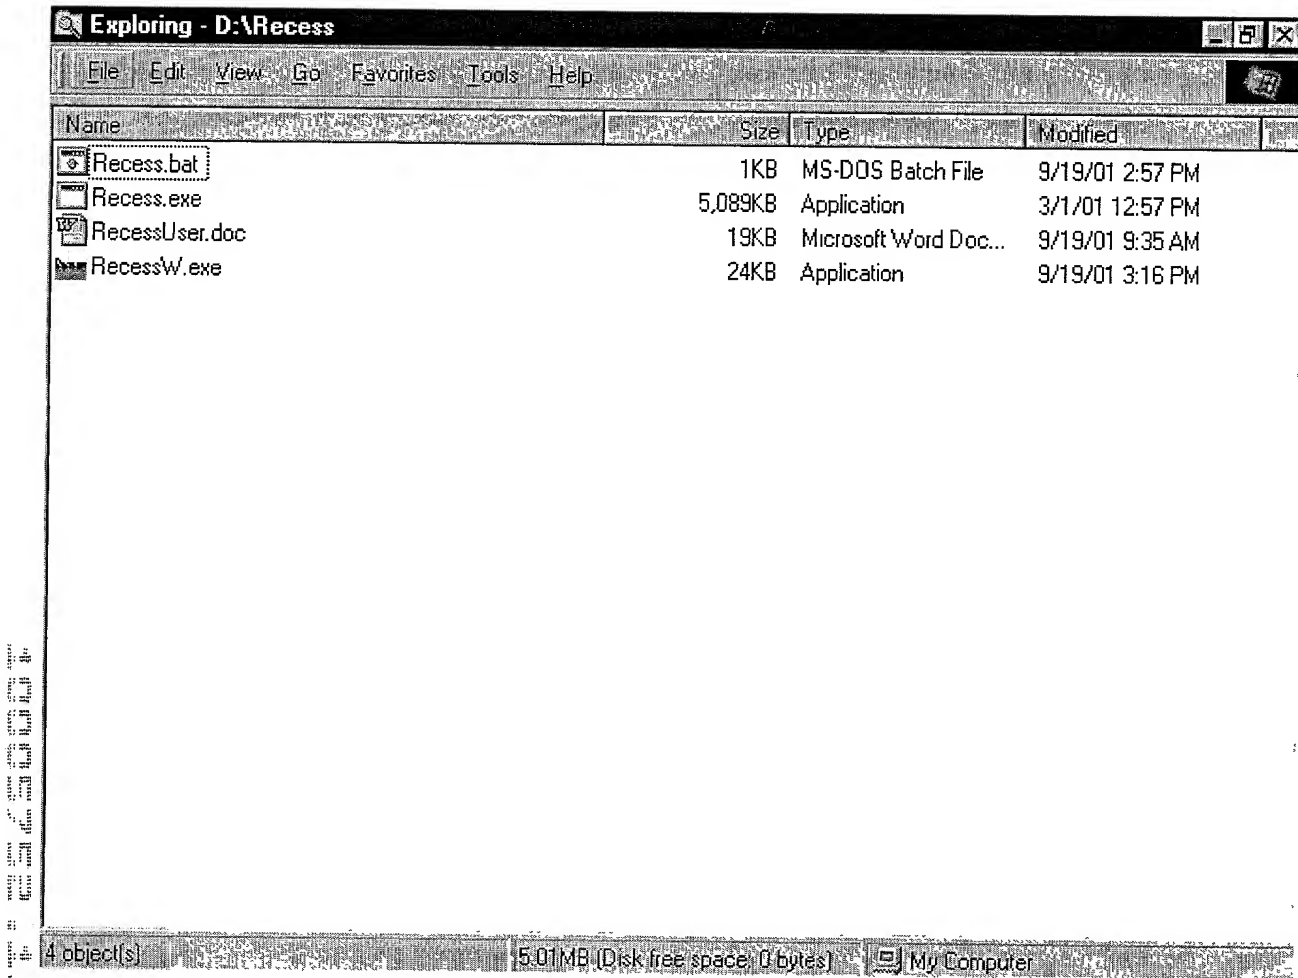 Exploring - D:\Recess
File Edit View Go Favorites Tools Help
Name Size Type Modified
Recess.bat 1KB MS-DOS Batch File 9/19/01 2:57 PM
Recess.exe 5,089KB Application 3/1/01 12:57 PM
RecessUser.doc 19KB Microsoft Word Doc... 9/19/01 9:35 AM
RecessW.exe 24KB Application 9/19/01 3:16 PM
4 object(s) 5.01MB (Disk free space: 0 bytes) My Computer